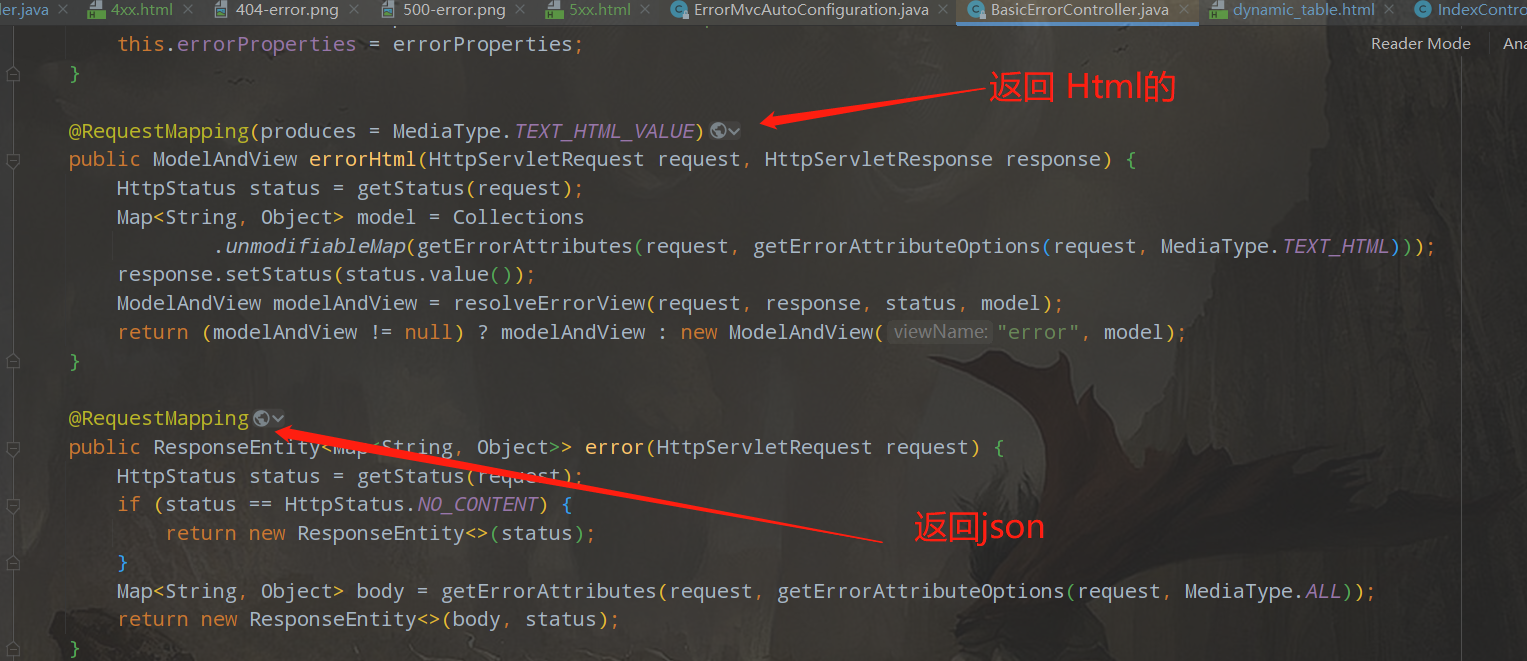 ler.java 4xx.html 404-error.png 500-error.png 5xx.html ErrorMvcAutoConfiguration.java BasicErrorController.java dynamic_table.html IndexContro
this.errorProperties = errorProperties;
Reader Mode Ana
}
返回 Html的
@RequestMapping(produces = MediaType.TEXT_HTML_VALUE)
public ModelAndView errorHtml(HttpServletRequest request, HttpServletResponse response) {
HttpStatus status = getStatus(request);
Map<String, Object> model = Collections
.unmodifiableMap(getErrorAttributes(request, getErrorAttributeOptions(request, MediaType.TEXT_HTML)));
response.setStatus(status.value());
ModelAndView modelAndView = resolveErrorView(request, response, status, model);
return (modelAndView != null) ? modelAndView : new ModelAndView( viewName: "error", model);
}
@RequestMapping
public ResponseEntity<Map<String, Object>> error(HttpServletRequest request) {
HttpStatus status = getStatus(request);
if (status == HttpStatus.NO_CONTENT) {
return new ResponseEntity<>(status);
返回json
}
Map<String, Object> body = getErrorAttributes(request, getErrorAttributeOptions(request, MediaType.ALL));
return new ResponseEntity<>(body, status);
}